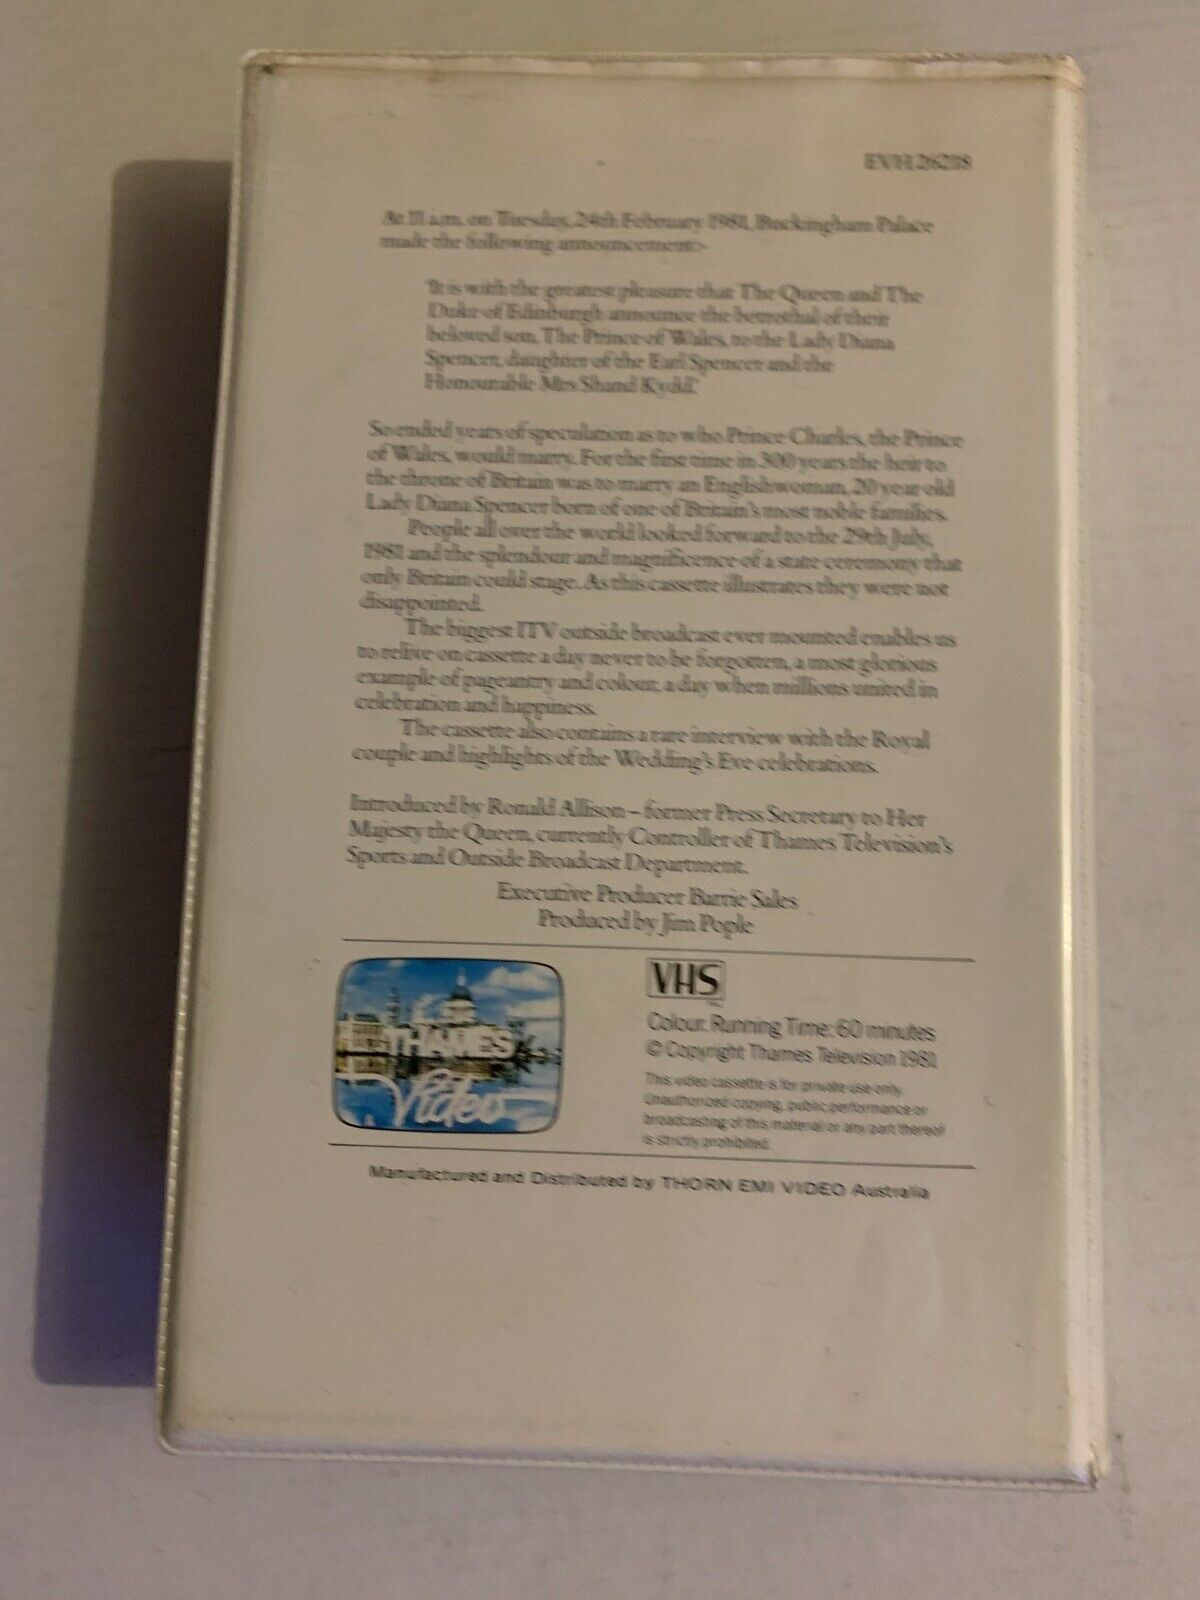 EVH 26238
At 11 a.m. on Tuesday, 24th February 1981, Buckingham Palace
made the following announcement:-
'It is with the greatest pleasure that The Queen and The
Duke of Edinburgh announce the betrothal of their
beloved son, The Prince of Wales, to the Lady Diana
Spencer, daughter of the Earl Spencer and the
Honourable Mrs Shand Kydd.'
So ended years of speculation as to who Prince Charles, the Prince
of Wales, would marry. For the first time in 300 years the heir to
the throne of Britain was to marry an Englishwoman, 20 year old
Lady Diana Spencer born of one of Britain's most noble families.
People all over the world looked forward to the 29th July,
1981 and the splendour and magnificence of a state ceremony that
only Britain could stage. As this cassette illustrates they were not
disappointed.
The biggest ITV outside broadcast ever mounted enables us
to relive on cassette a day never to be forgotten, a most glorious
example of pageantry and colour, a day when millions united in
celebration and happiness.
The cassette also contains a rare interview with the Royal
couple and highlights of the Wedding's Eve celebrations.
Introduced by Ronald Allison – former Press Secretary to Her
Majesty the Queen, currently Controller of Thames Television's
Sports and Outside Broadcast Department.
Executive Producer Barrie Sales
Produced by Jim Pople
THAMES
Video
VHS
Colour. Running Time: 60 minutes
© Copyright Thames Television 1981
This video cassette is for private use only.
Unauthorized copying, public performance or
broadcasting of this material or any part thereof
is strictly prohibited.
Manufactured and Distributed by THORN EMI VIDEO Australia